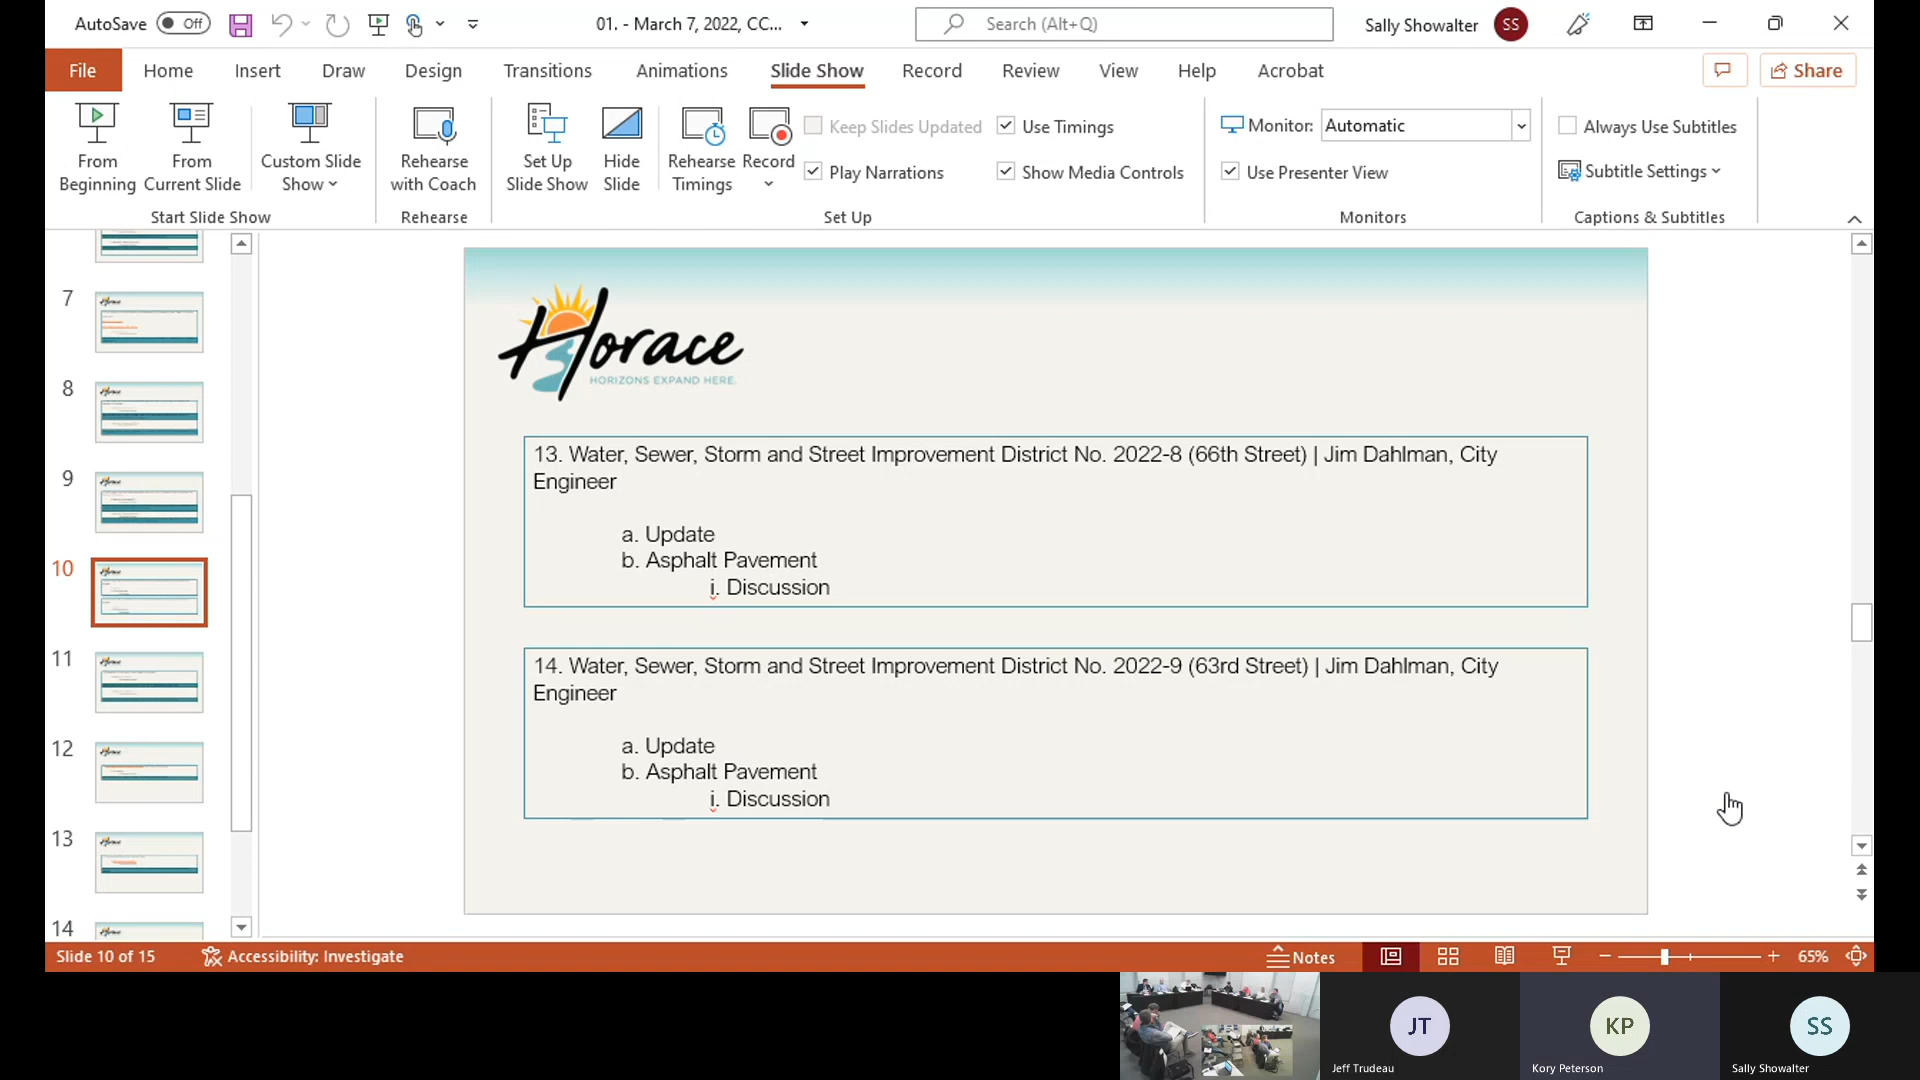 AutoSave Off 01. - March 7, 2022, CC... Search (Alt+Q) Sally Showalter SS
File Home Insert Draw Design Transitions Animations Slide Show Record Review View Help Acrobat Share
From Beginning
From Current Slide
Custom Slide Show
Start Slide Show
Rehearse with Coach
Rehearse
Set Up Slide Show
Hide Slide
Rehearse Timings
Record
Keep Slides Updated
Use Timings
Play Narrations
Show Media Controls
Set Up
Monitor: Automatic
Use Presenter View
Monitors
Always Use Subtitles
Subtitle Settings
Captions & Subtitles
7
8
9
10
11
12
13
14
Horace
HORIZONS EXPAND HERE.
13. Water, Sewer, Storm and Street Improvement District No. 2022-8 (66th Street) | Jim Dahlman, City
Engineer
a. Update
b. Asphalt Pavement
i. Discussion
14. Water, Sewer, Storm and Street Improvement District No. 2022-9 (63rd Street) | Jim Dahlman, City
Engineer
a. Update
b. Asphalt Pavement
i. Discussion
Slide 10 of 15 Accessibility: Investigate Notes 65%
JT
Jeff Trudeau
KP
Kory Peterson
SS
Sally Showalter